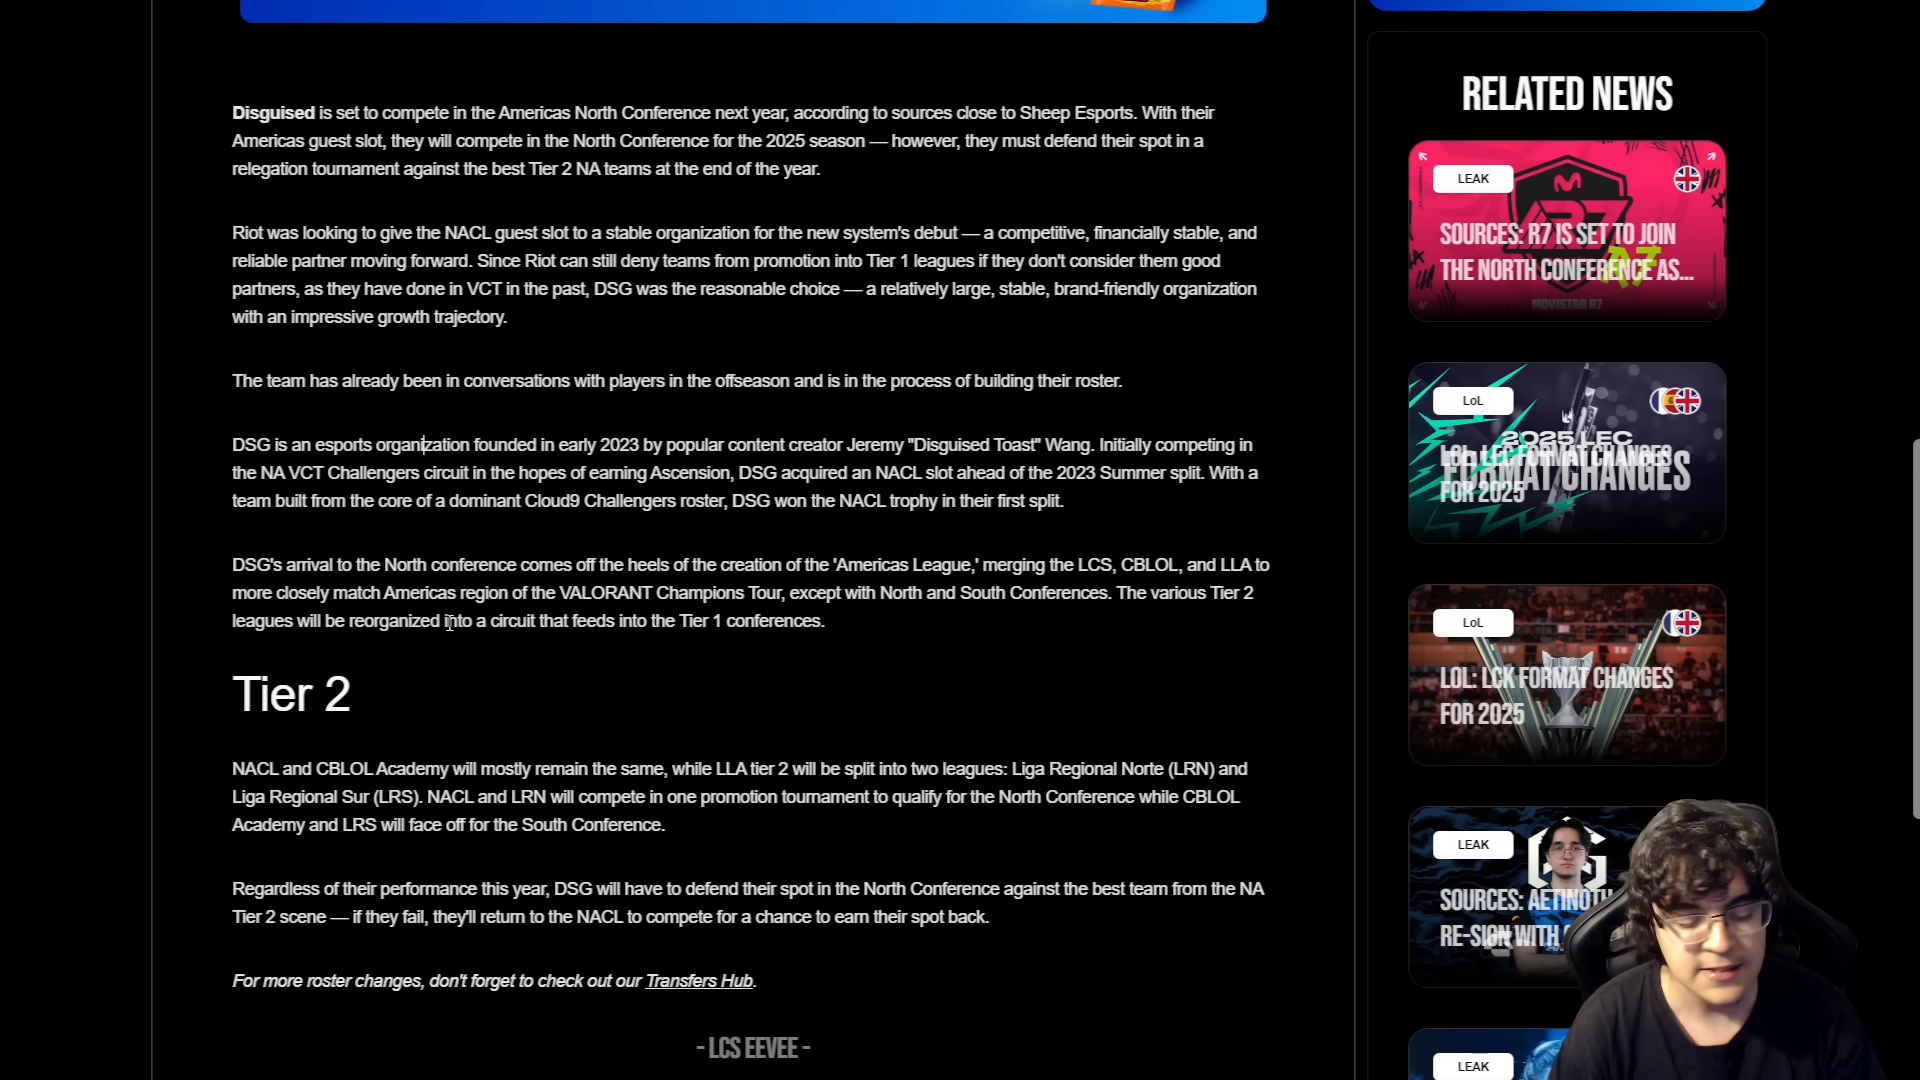 Disguised is set to compete in the Americas North Conference next year, according to sources close to Sheep Esports. With their
Americas guest slot, they will compete in the North Conference for the 2025 season — however, they must defend their spot in a
relegation tournament against the best Tier 2 NA teams at the end of the year.
Riot was looking to give the NACL guest slot to a stable organization for the new system's debut — a competitive, financially stable, and
reliable partner moving forward. Since Riot can still deny teams from promotion into Tier 1 leagues if they don't consider them good
partners, as they have done in VCT in the past, DSG was the reasonable choice — a relatively large, stable, brand-friendly organization
with an impressive growth trajectory.
The team has already been in conversations with players in the offseason and is in the process of building their roster.
DSG is an esports organization founded in early 2023 by popular content creator Jeremy "Disguised Toast" Wang. Initially competing in
the NA VCT Challengers circuit in the hopes of earning Ascension, DSG acquired an NACL slot ahead of the 2023 Summer split. With a
team built from the core of a dominant Cloud9 Challengers roster, DSG won the NACL trophy in their first split.
DSG's arrival to the North conference comes off the heels of the creation of the 'Americas League,' merging the LCS, CBLOL, and LLA to
more closely match Americas region of the VALORANT Champions Tour, except with North and South Conferences. The various Tier 2
leagues will be reorganized into a circuit that feeds into the Tier 1 conferences.
Tier 2
NACL and CBLOL Academy will mostly remain the same, while LLA tier 2 will be split into two leagues: Liga Regional Norte (LRN) and
Liga Regional Sur (LRS). NACL and LRN will compete in one promotion tournament to qualify for the North Conference while CBLOL
Academy and LRS will face off for the South Conference.
Regardless of their performance this year, DSG will have to defend their spot in the North Conference against the best team from the NA
Tier 2 scene — if they fail, they'll return to the NACL to compete for a chance to earn their spot back.
For more roster changes, don't forget to check out our Transfers Hub.
- LCS EEVEE -
RELATED NEWS
LEAK
SOURCES: R7 IS SET TO JOIN
THE NORTH CONFERENCE AS...
R7
MOVISTAR R7
LoL
2025 LEC
FORMAT CHANGES
LOL: LEC FORMAT CHANGES
FOR 2025
LoL
LOL: LCK FORMAT CHANGES
FOR 2025
LEAK
SOURCES:
RE-SIGN WITH
LEAK